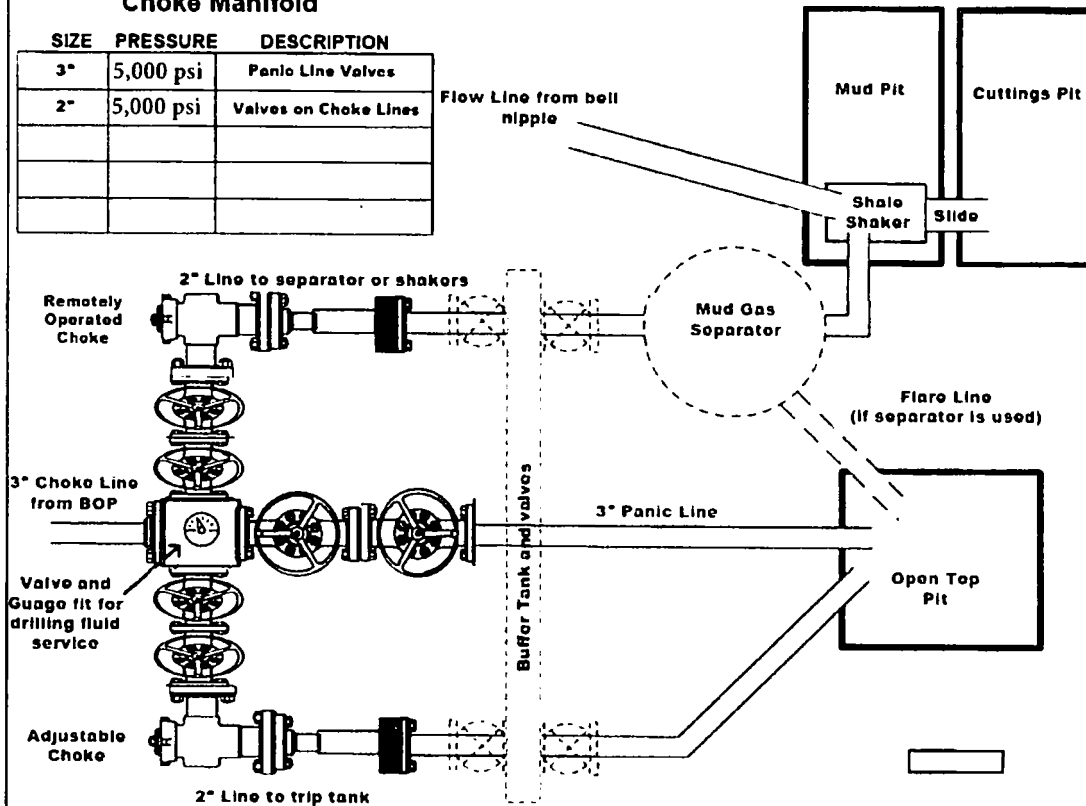 Choke Manifold
SIZE PRESSURE DESCRIPTION
3" 5,000 psi Panic Line Valves
2" 5,000 psi Valves on Choke Lines
Flow Line from bell
nipple
Mud Pit
Cuttings Pit
Shale
Shaker
Slide
2" Line to separator or shakers
Remotely
Operated
Choke
Mud Gas
Separator
Flare Line
(If separator is used)
3" Choke Line
from BOP
3" Panic Line
Buffer Tank and valves
Valve and
Guage fit for
drilling fluid
service
Open Top
Pit
Adjustable
Choke
2" Line to trip tank